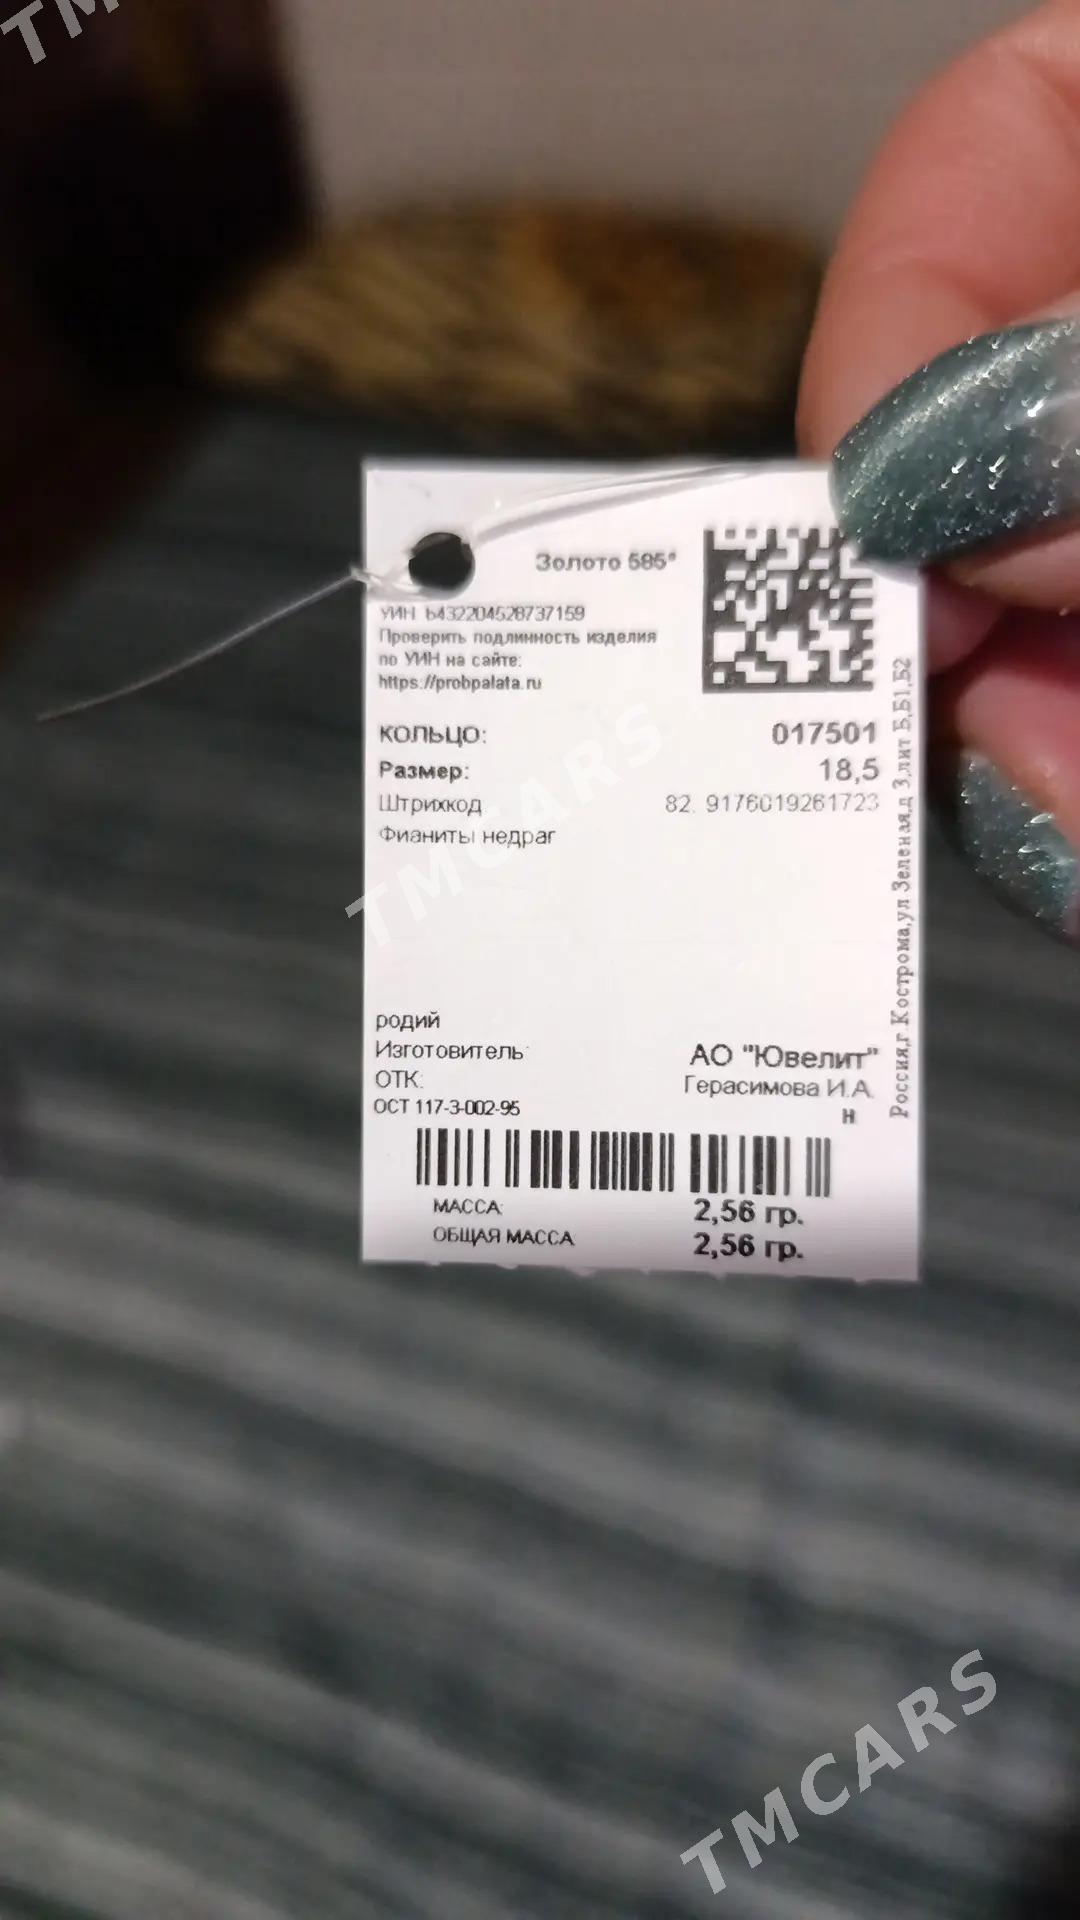 TM
Золото 585°
УИН 6432204528737159
Проверить подлинность изделия
по УИН на сайте:
https://probpalata.ru
КОЛЬЦО: 017501
Размер: 18,5
Штрихкод 82. 9176019261723
Фианиты недраг
родий
Изготовитель: АО "Ювелит"
ОТК: Герасимова И.А.
ОСТ 117-3-002-95 н
МАССА: 2,56 гр.
ОБЩАЯ МАССА: 2,56 гр.
Россия,г Кострома,ул Зеленая,д 3,лит Б,Б1,Б2
TMCARS
TMCARS